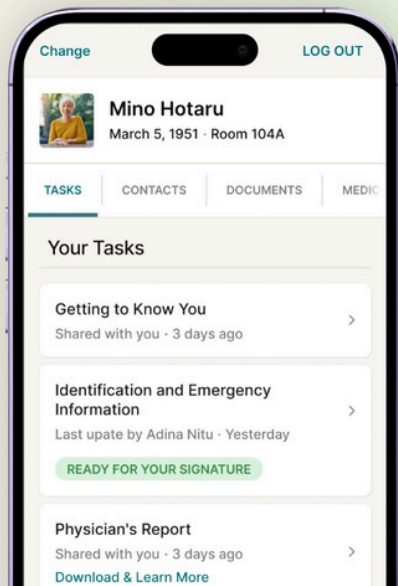 Change LOG OUT
Mino Hotaru
March 5, 1951 · Room 104A
TASKS CONTACTS DOCUMENTS MEDIC
Your Tasks
Getting to Know You
Shared with you · 3 days ago
Identification and Emergency
Information
Last upate by Adina Nitu · Yesterday
READY FOR YOUR SIGNATURE
Physician's Report
Shared with you · 3 days ago
Download & Learn More